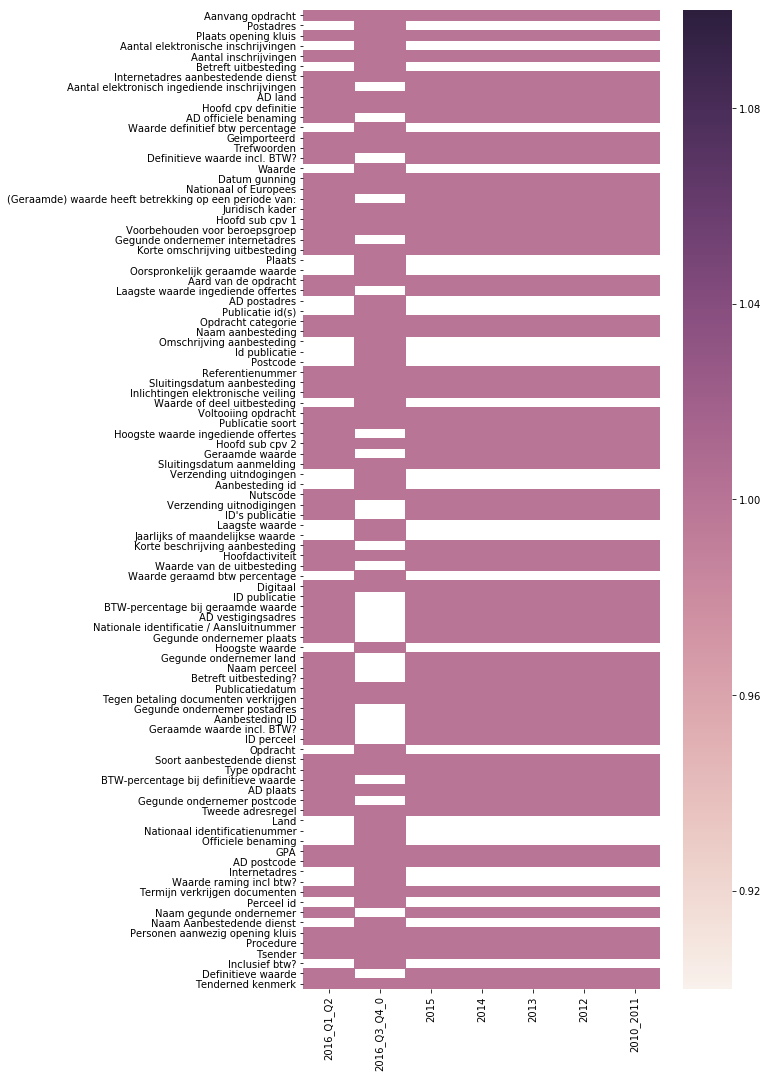 Aanvang opdracht
Postadres
Plaats opening kluis
Aantal elektronische inschrijvingen
Aantal inschrijvingen
Betreft uitbesteding
Internetadres aanbestedende dienst
Aantal elektronisch ingediende inschrijvingen
AD land
Hoofd cpv definitie
AD officiele benaming
Waarde definitief btw percentage
Geimporteerd
Trefwoorden
Definitieve waarde incl. BTW?
Waarde
Datum gunning
Nationaal of Europees
(Geraamde) waarde heeft betrekking op een periode van:
Juridisch kader
Hoofd sub cpv 1
Voorbehouden voor beroepsgroep
Gegunde ondernemer internetadres
Korte omschrijving uitbesteding
Plaats
Oorspronkelijk geraamde waarde
Aard van de opdracht
Laagste waarde ingediende offertes
AD postadres
Publicatie id(s)
Opdracht categorie
Naam aanbesteding
Omschrijving aanbesteding
Id publicatie
Postcode
Referentienummer
Sluitingsdatum aanbesteding
Inlichtingen elektronische veiling
Waarde of deel uitbesteding
Voltooiing opdracht
Publicatie soort
Hoogste waarde ingediende offertes
Hoofd sub cpv 2
Geraamde waarde
Sluitingsdatum aanmelding
Verzending uitndogingen
Aanbesteding id
Nutscode
Verzending uitnodigingen
ID's publicatie
Laagste waarde
Jaarlijks of maandelijkse waarde
Korte beschrijving aanbesteding
Hoofdactiviteit
Waarde van de uitbesteding
Waarde geraamd btw percentage
Digitaal
ID publicatie
BTW-percentage bij geraamde waarde
AD vestigingsadres
Nationale identificatie / Aansluitnummer
Gegunde ondernemer plaats
Hoogste waarde
Gegunde ondernemer land
Naam perceel
Betreft uitbesteding?
Publicatiedatum
Tegen betaling documenten verkrijgen
Gegunde ondernemer postadres
Aanbesteding ID
Geraamde waarde incl. BTW?
ID perceel
Opdracht
Soort aanbestedende dienst
Type opdracht
BTW-percentage bij definitieve waarde
AD plaats
Gegunde ondernemer postcode
Tweede adresregel
Land
Nationaal identificatienummer
Officiele benaming
GPA
AD postcode
Internetadres
Waarde raming incl btw?
Termijn verkrijgen documenten
Perceel id
Naam gegunde ondernemer
Naam Aanbestedende dienst
Personen aanwezig opening kluis
Procedure
Tsender
Inclusief btw?
Definitieve waarde
Tenderned kenmerk
2016_Q1_Q2
2016_Q3_Q4_0
2015
2014
2013
2012
2010_2011
1.08
1.04
1.00
0.96
0.92